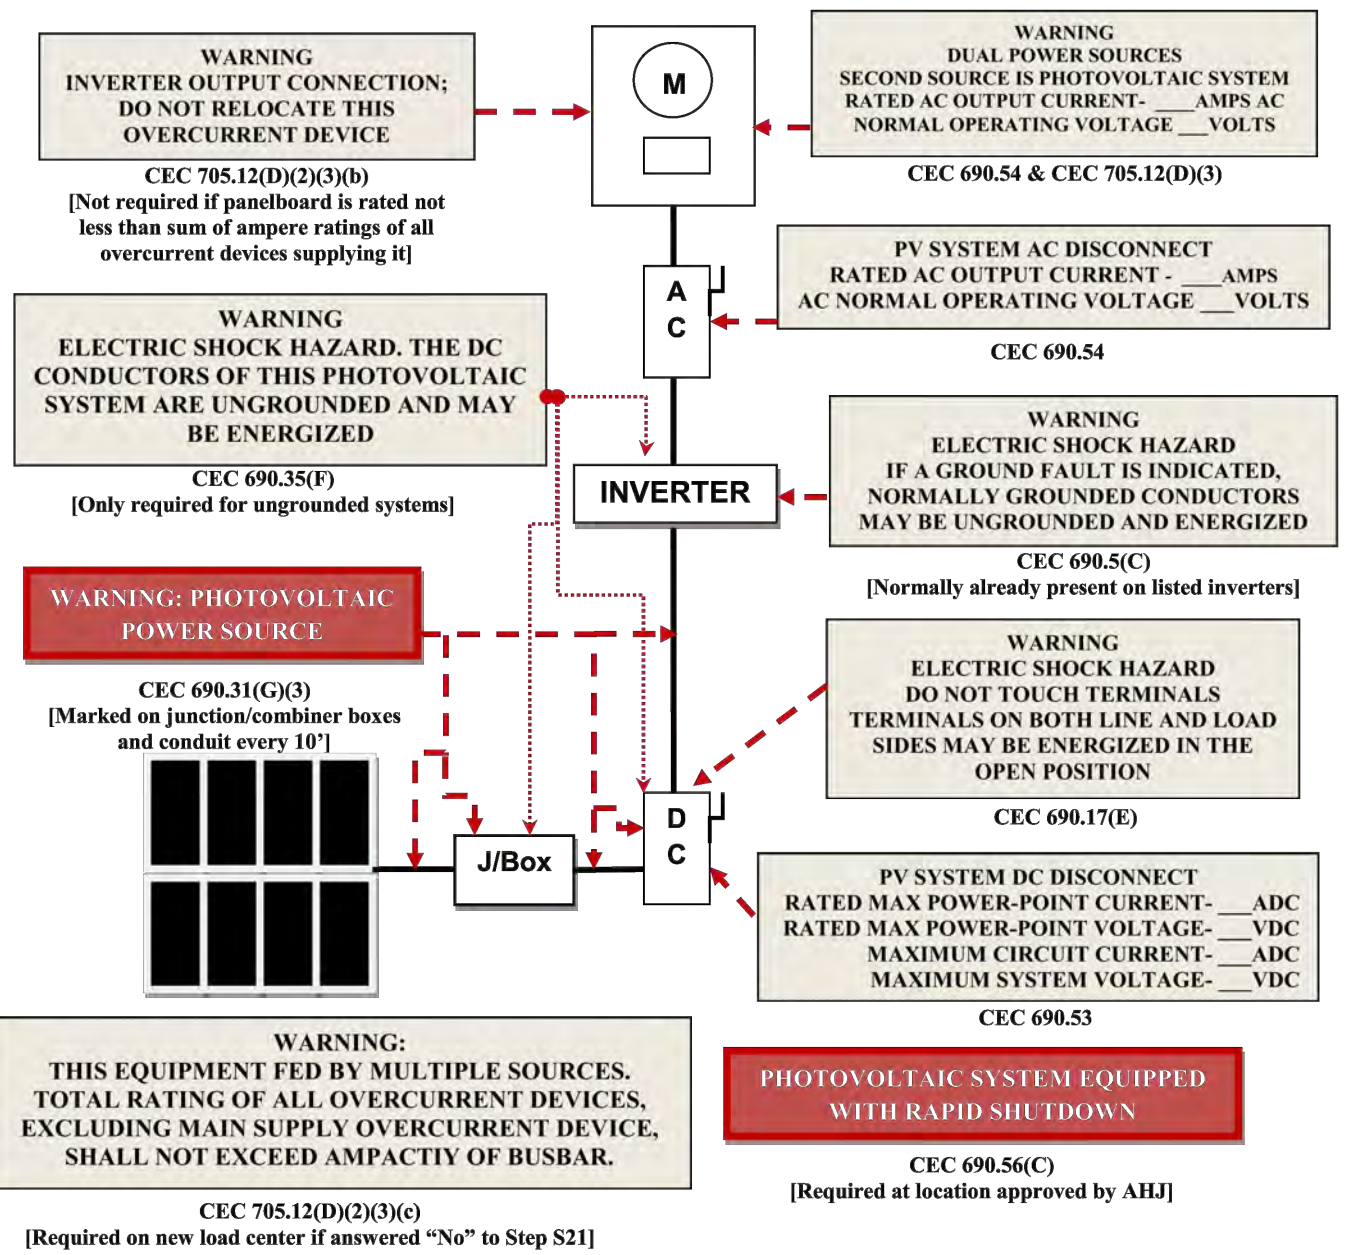 WARNING
INVERTER OUTPUT CONNECTION;
DO NOT RELOCATE THIS
OVERCURRENT DEVICE
CEC 705.12(D)(2)(3)(b)
[Not required if panelboard is rated not
less than sum of ampere ratings of all
overcurrent devices supplying it]
M
WARNING
DUAL POWER SOURCES
SECOND SOURCE IS PHOTOVOLTAIC SYSTEM
RATED AC OUTPUT CURRENT- ____AMPS AC
NORMAL OPERATING VOLTAGE ___VOLTS
CEC 690.54 & CEC 705.12(D)(3)
A
C
PV SYSTEM AC DISCONNECT
RATED AC OUTPUT CURRENT - ____AMPS
AC NORMAL OPERATING VOLTAGE ___VOLTS
CEC 690.54
WARNING
ELECTRIC SHOCK HAZARD. THE DC
CONDUCTORS OF THIS PHOTOVOLTAIC
SYSTEM ARE UNGROUNDED AND MAY
BE ENERGIZED
CEC 690.35(F)
[Only required for ungrounded systems]
INVERTER
WARNING
ELECTRIC SHOCK HAZARD
IF A GROUND FAULT IS INDICATED,
NORMALLY GROUNDED CONDUCTORS
MAY BE UNGROUNDED AND ENERGIZED
CEC 690.5(C)
[Normally already present on listed inverters]
WARNING: PHOTOVOLTAIC
POWER SOURCE
CEC 690.31(G)(3)
[Marked on junction/combiner boxes
and conduit every 10’]
WARNING
ELECTRIC SHOCK HAZARD
DO NOT TOUCH TERMINALS
TERMINALS ON BOTH LINE AND LOAD
SIDES MAY BE ENERGIZED IN THE
OPEN POSITION
CEC 690.17(E)
J/Box
D
C
PV SYSTEM DC DISCONNECT
RATED MAX POWER-POINT CURRENT- ___ADC
RATED MAX POWER-POINT VOLTAGE- ___VDC
MAXIMUM CIRCUIT CURRENT- ___ADC
MAXIMUM SYSTEM VOLTAGE- ___VDC
CEC 690.53
WARNING:
THIS EQUIPMENT FED BY MULTIPLE SOURCES.
TOTAL RATING OF ALL OVERCURRENT DEVICES,
EXCLUDING MAIN SUPPLY OVERCURRENT DEVICE,
SHALL NOT EXCEED AMPACTIY OF BUSBAR.
CEC 705.12(D)(2)(3)(c)
[Required on new load center if answered “No” to Step S21]
PHOTOVOLTAIC SYSTEM EQUIPPED
WITH RAPID SHUTDOWN
CEC 690.56(C)
[Required at location approved by AHJ]